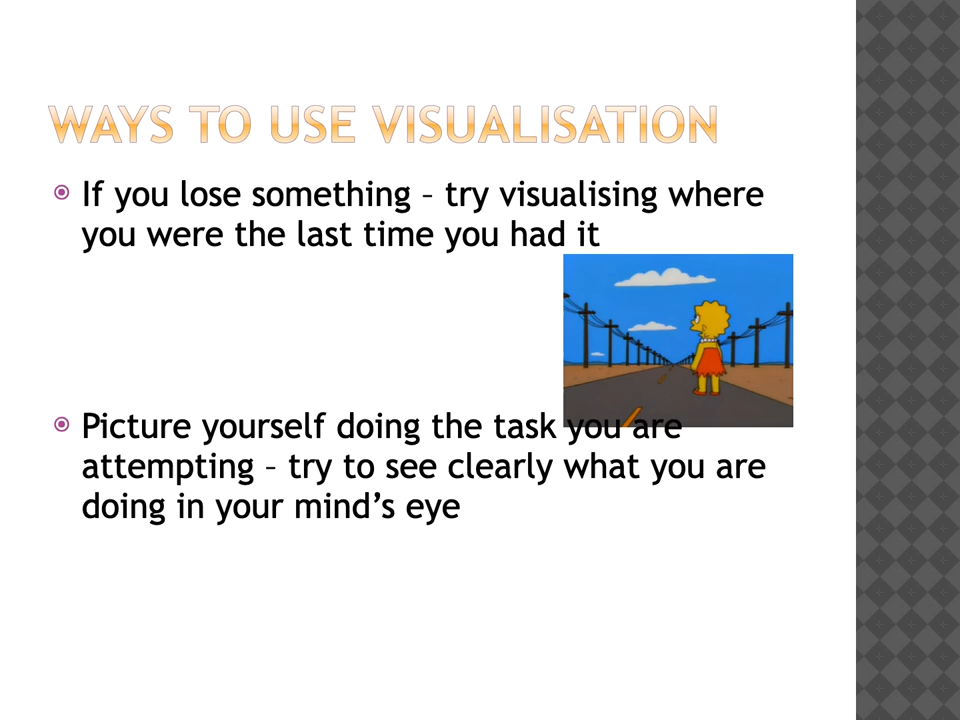 WAYS TO USE VISUALISATION
If you lose something – try visualising where
you were the last time you had it
Picture yourself doing the task you are
attempting – try to see clearly what you are
doing in your mind’s eye